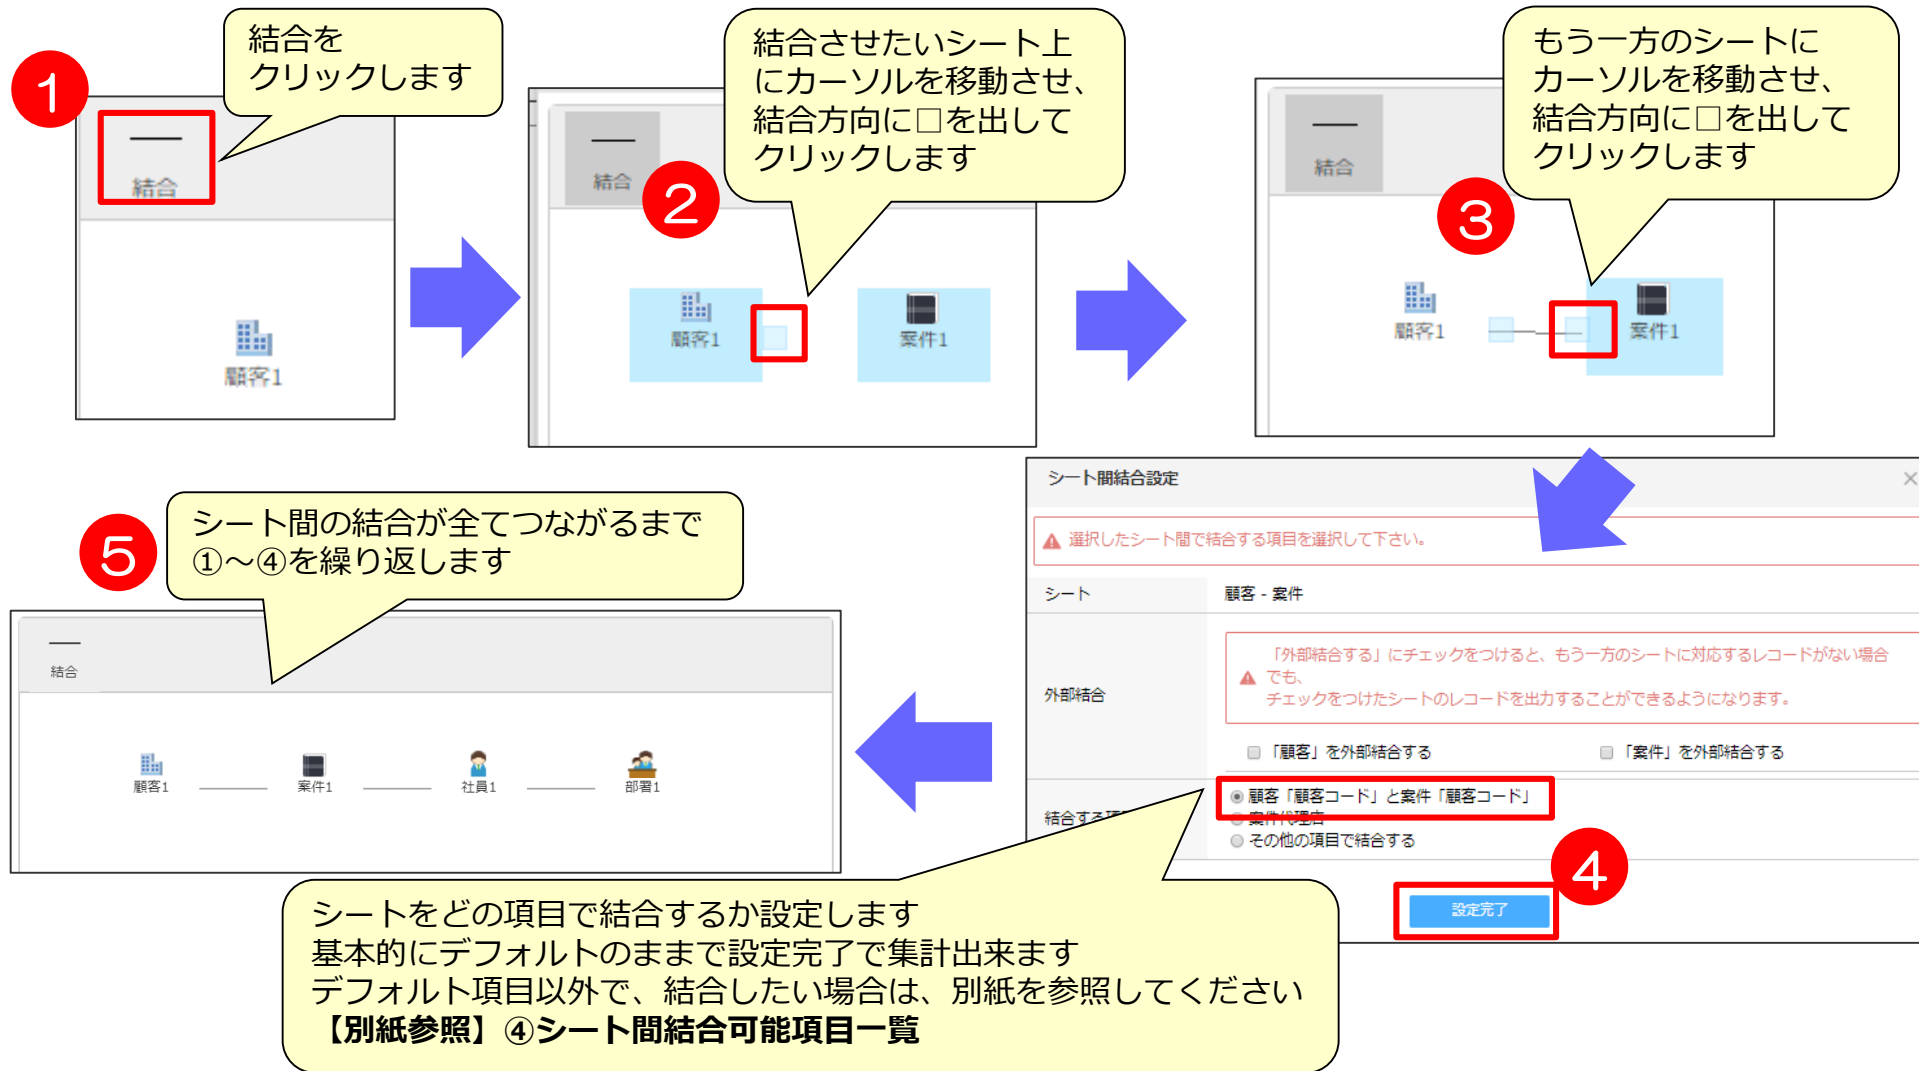 1
結合を
クリックします
結合
顧客1
2
結合させたいシート上
にカーソルを移動させ、
結合方向に□を出して
クリックします
結合
顧客1
案件1
3
もう一方のシートに
カーソルを移動させ、
結合方向に□を出して
クリックします
結合
顧客1
案件1
シート間結合設定
×
選択したシート間で結合する項目を選択して下さい。
シート
顧客 - 案件
外部結合
「外部結合する」にチェックをつけると、もう一方のシートに対応するレコードがない場合
でも、
チェックをつけたシートのレコードを出力することができるようになります。
「顧客」を外部結合する
「案件」を外部結合する
結合する項
顧客「顧客コード」と案件「顧客コード」
案件代理店
その他の項目で結合する
4
設定完了
シートをどの項目で結合するか設定します
基本的にデフォルトのままで設定完了で集計出来ます
デフォルト項目以外で、結合したい場合は、別紙を参照してください
【別紙参照】④シート間結合可能項目一覧
5
シート間の結合が全てつながるまで
①～④を繰り返します
結合
顧客1
案件1
社員1
部署1